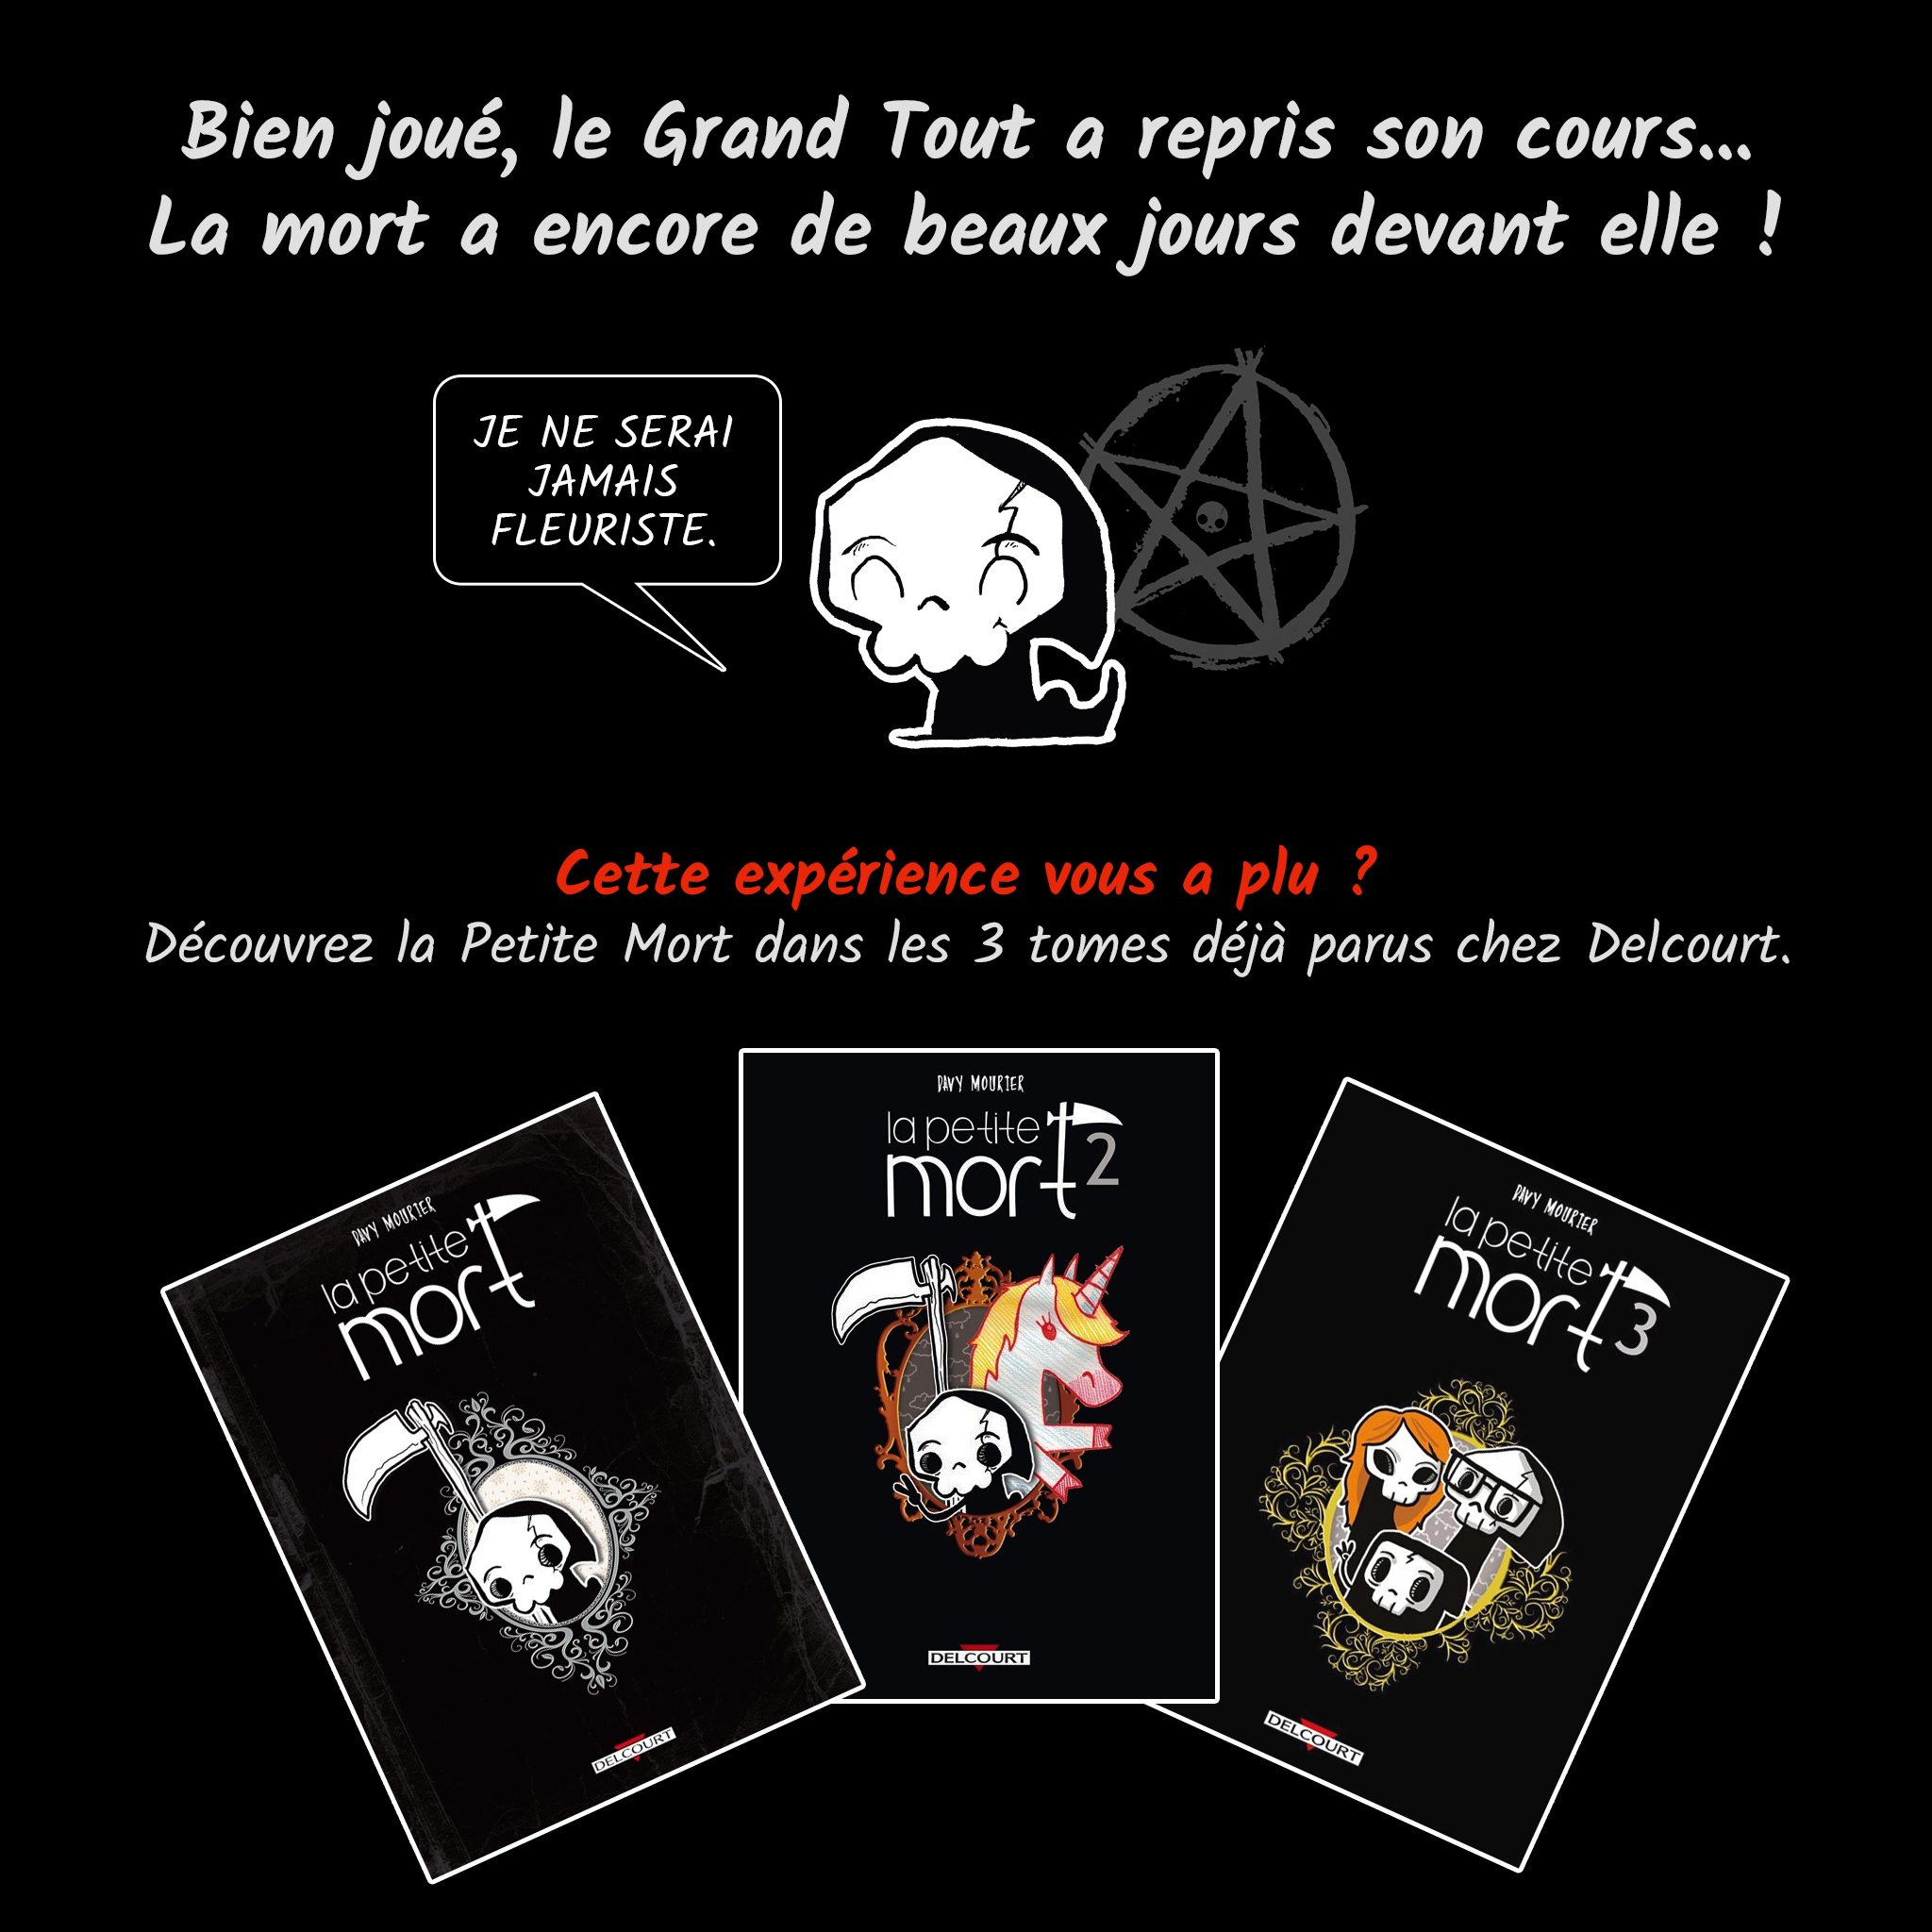 Bien joué, le Grand Tout a repris son cours...
La mort a encore de beaux jours devant elle !
JE NE SERAI
JAMAIS
FLEURISTE.
Cette expérience vous a plu ?
Découvrez la Petite Mort dans les 3 tomes déjà parus chez Delcourt.
DAVY MOURIER
la petite
mort
DELCOURT
DAVY MOURIER
la petite
mort 2
DELCOURT
DAVY MOURIER
la petite
mort 3
DELCOURT